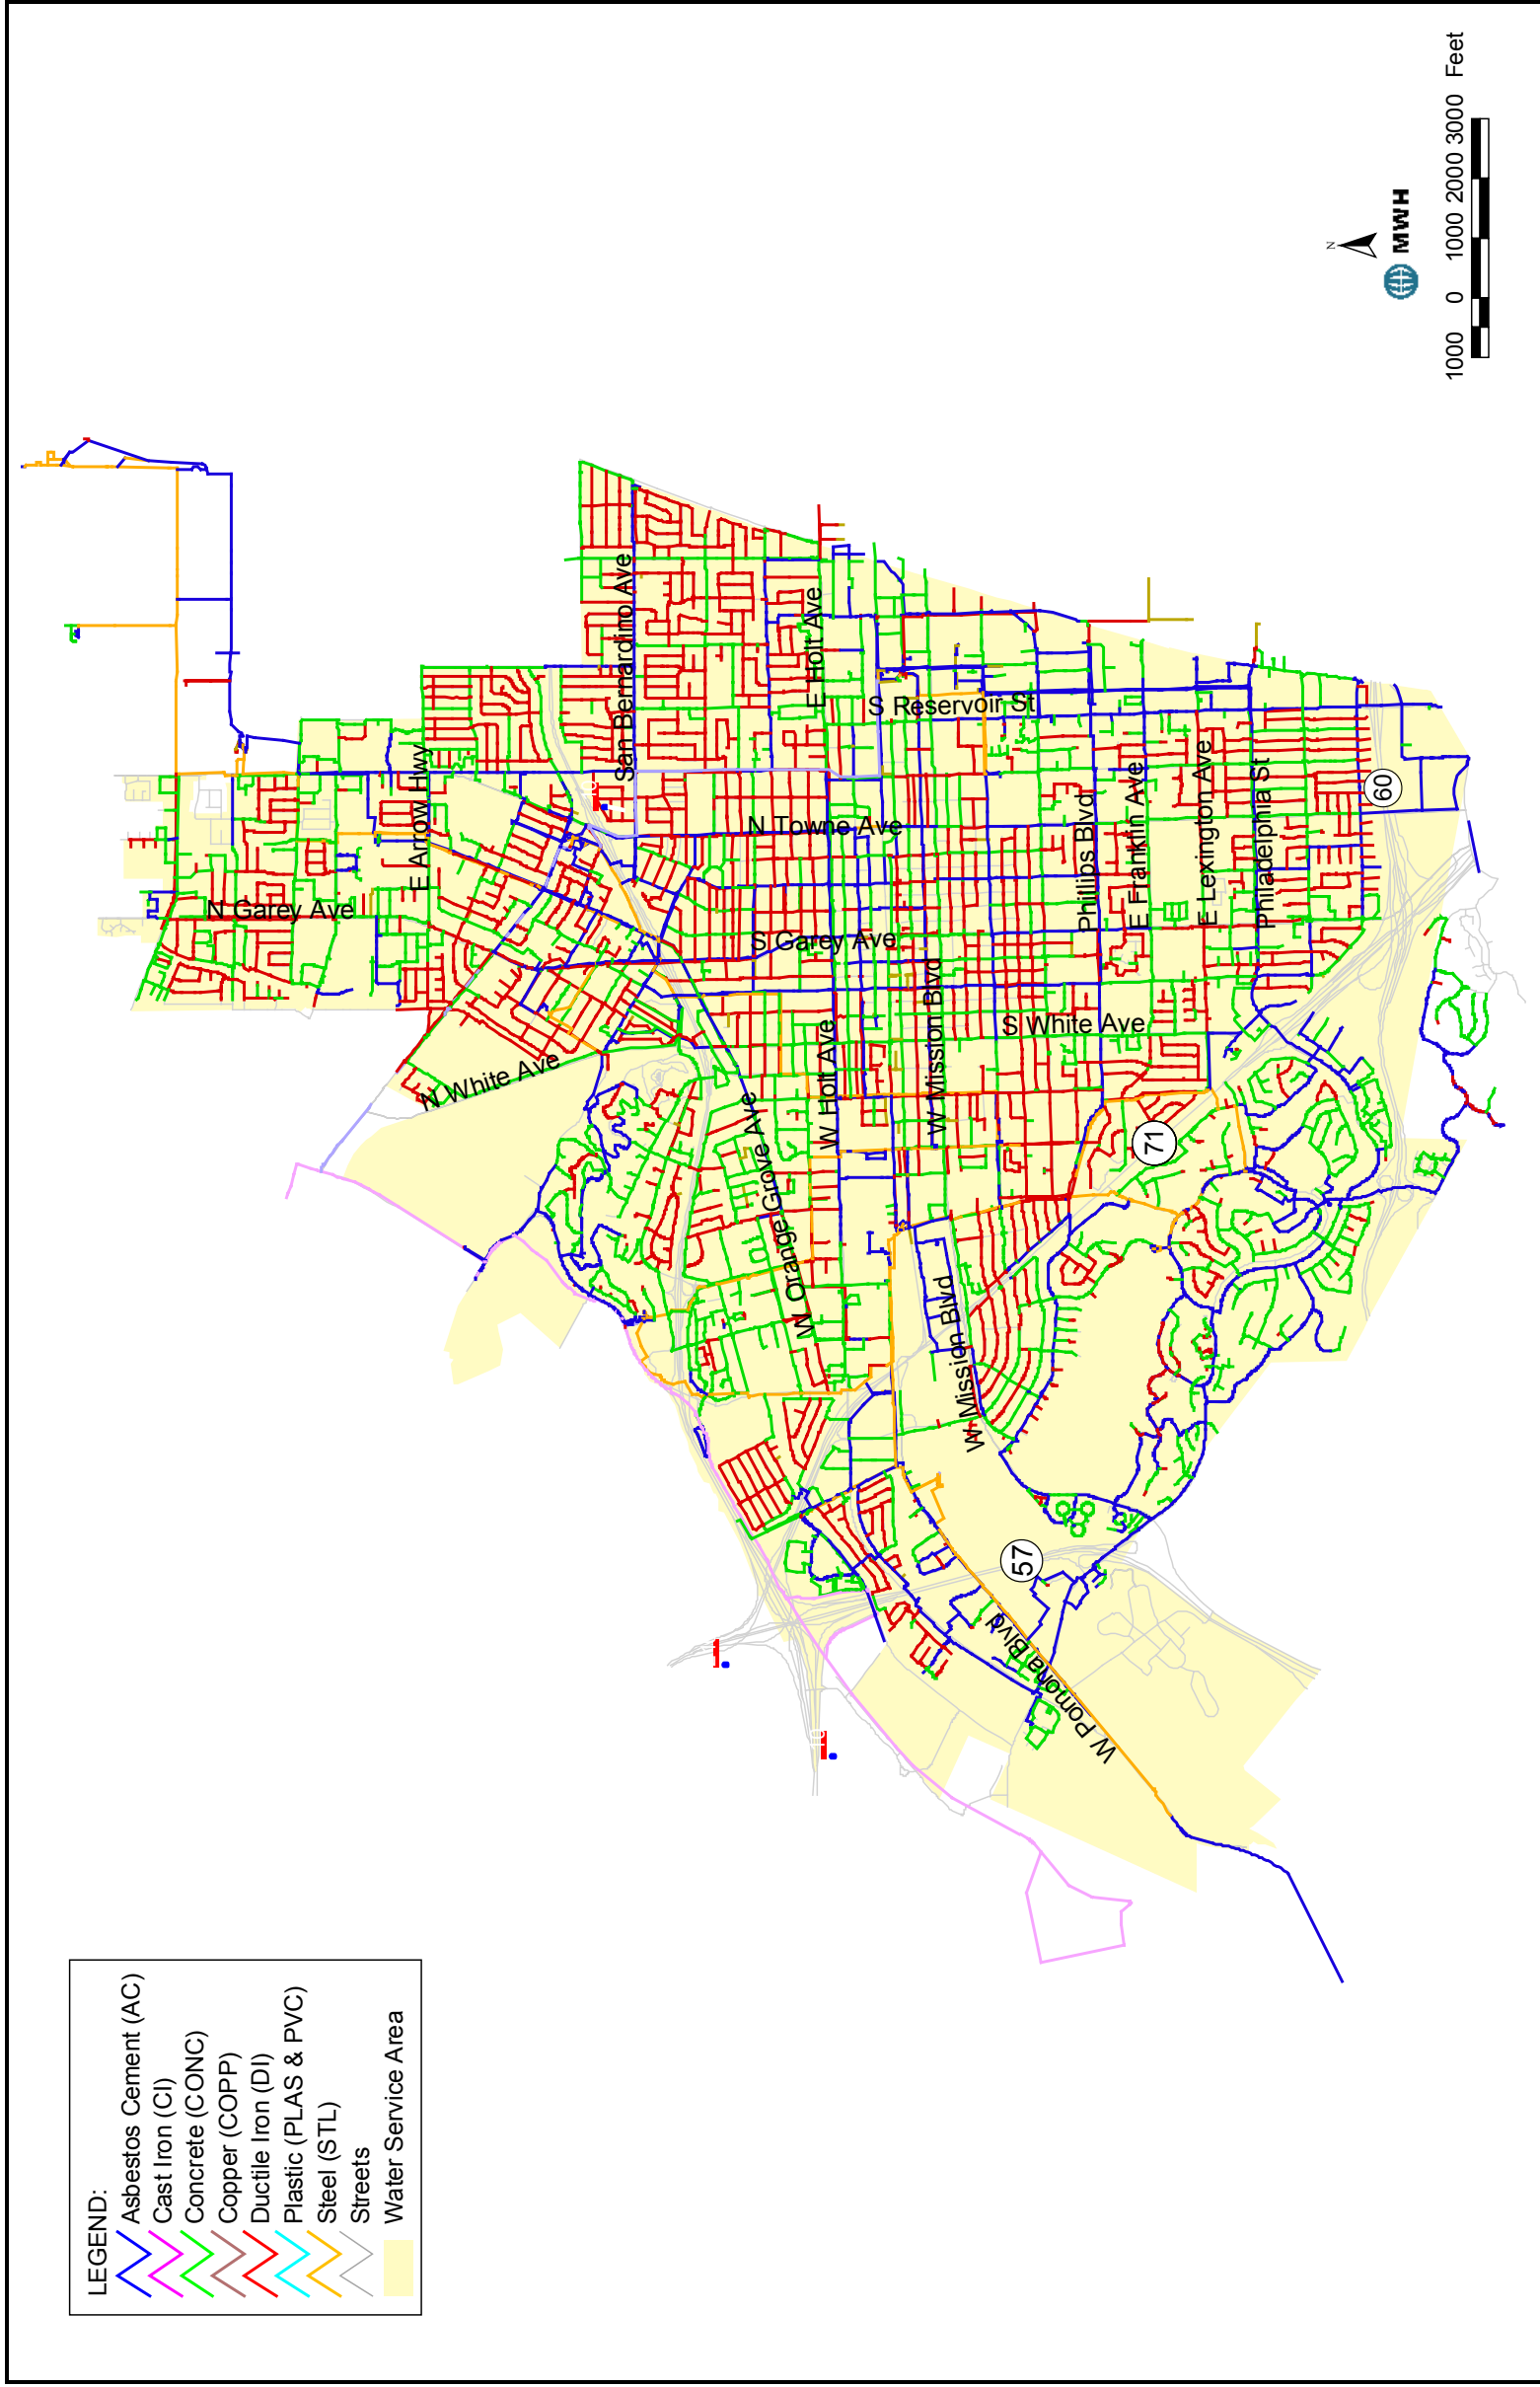 LEGEND:
Asbestos Cement (AC)
Cast Iron (CI)
Concrete (CONC)
Copper (COPP)
Ductile Iron (DI)
Plastic (PLAS & PVC)
Steel (STL)
Streets
Water Service Area
E Arrow Hwy
N Garey Ave
N White Ave
San Bernardino Ave
N Towne Ave
E Holt Ave
S Reservoir St
S Garey Ave
W Holt Ave
W Orange Grove Ave
W Mission Blvd
W Mission Blvd
S White Ave
Phillips Blvd
E Franklin Ave
E Lexington Ave
Philadelphia St
W Pomona Blvd
57
71
60
N
MWH
1000 0 1000 2000 3000 Feet